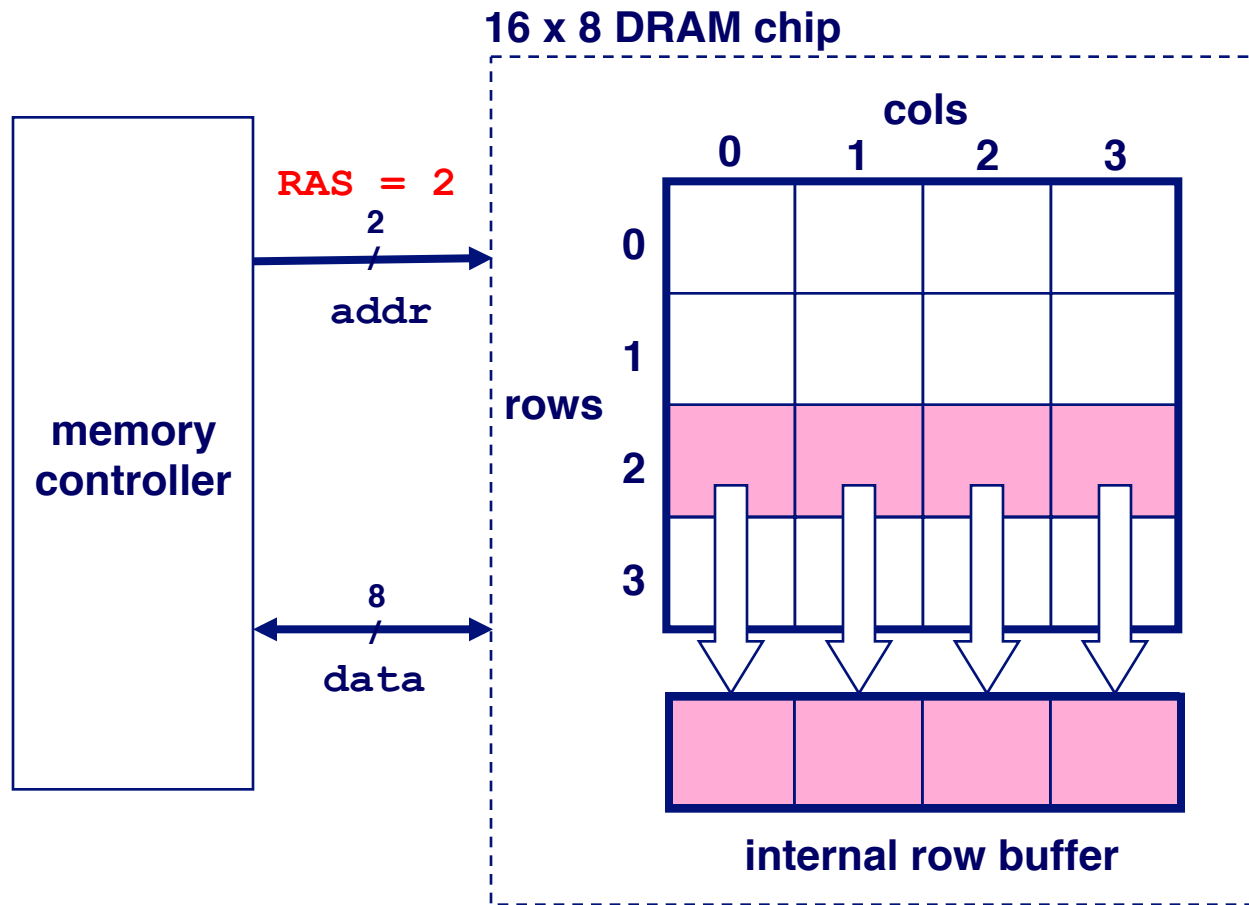 16 x 8 DRAM chip
cols
0 1 2 3
RAS = 2
2
/
addr
0
1
rows
memory
controller
2
3
8
/
data
internal row buffer